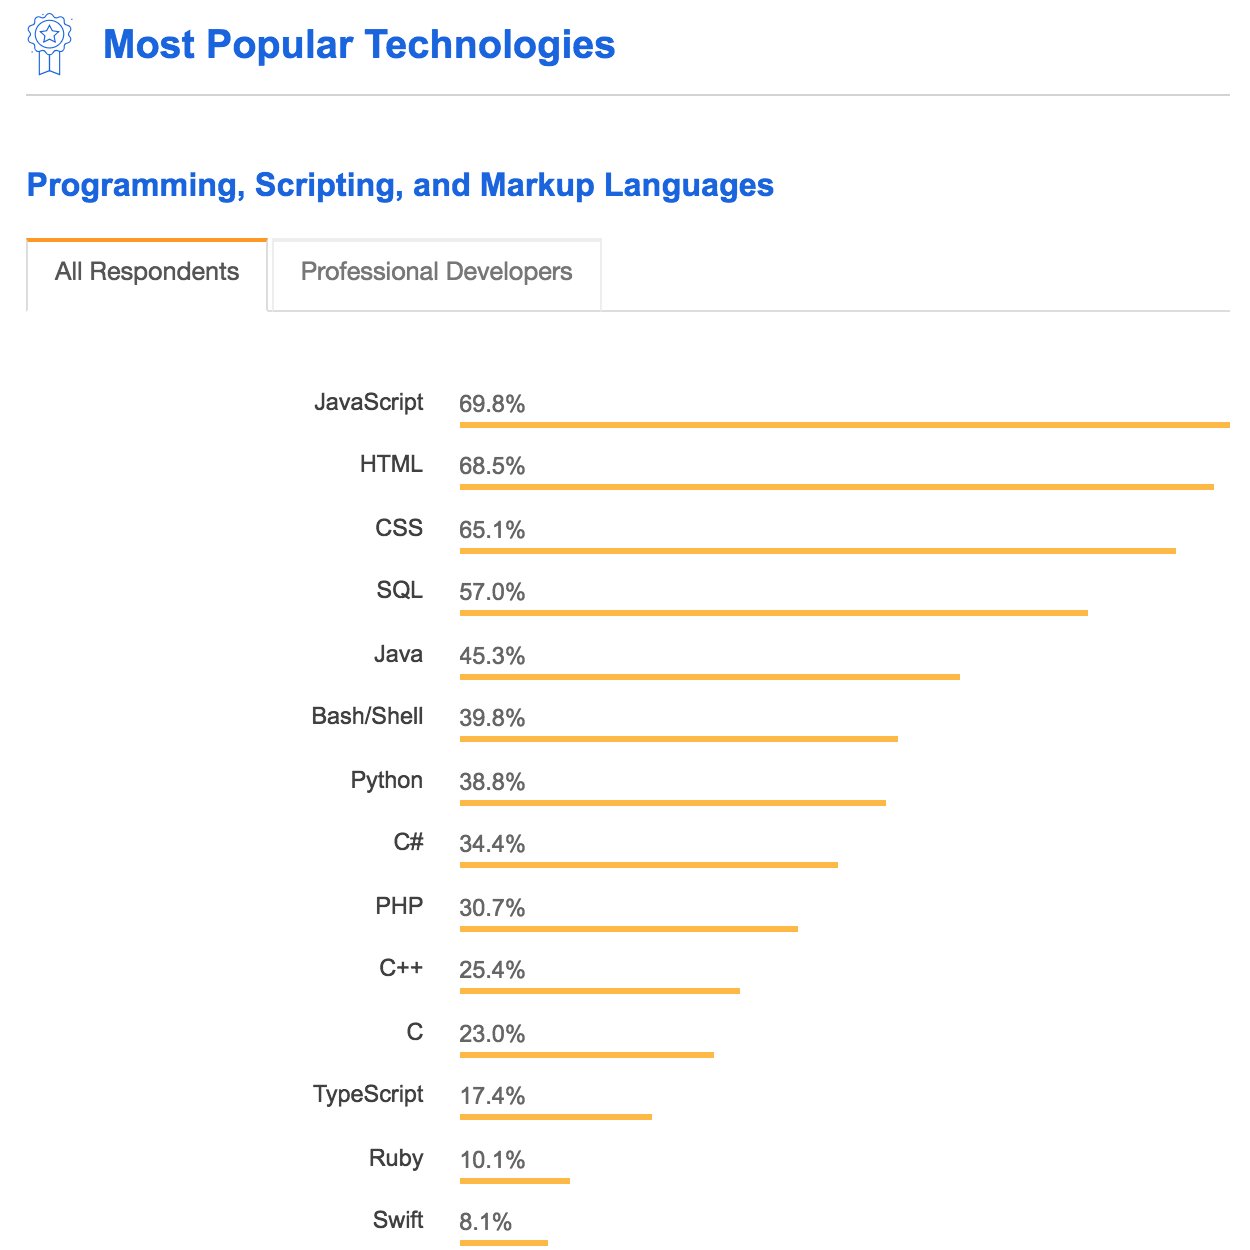 Most Popular Technologies
Programming, Scripting, and Markup Languages
All Respondents Professional Developers
JavaScript 69.8%
HTML 68.5%
CSS 65.1%
SQL 57.0%
Java 45.3%
Bash/Shell 39.8%
Python 38.8%
C# 34.4%
PHP 30.7%
C++ 25.4%
C 23.0%
TypeScript 17.4%
Ruby 10.1%
Swift 8.1%